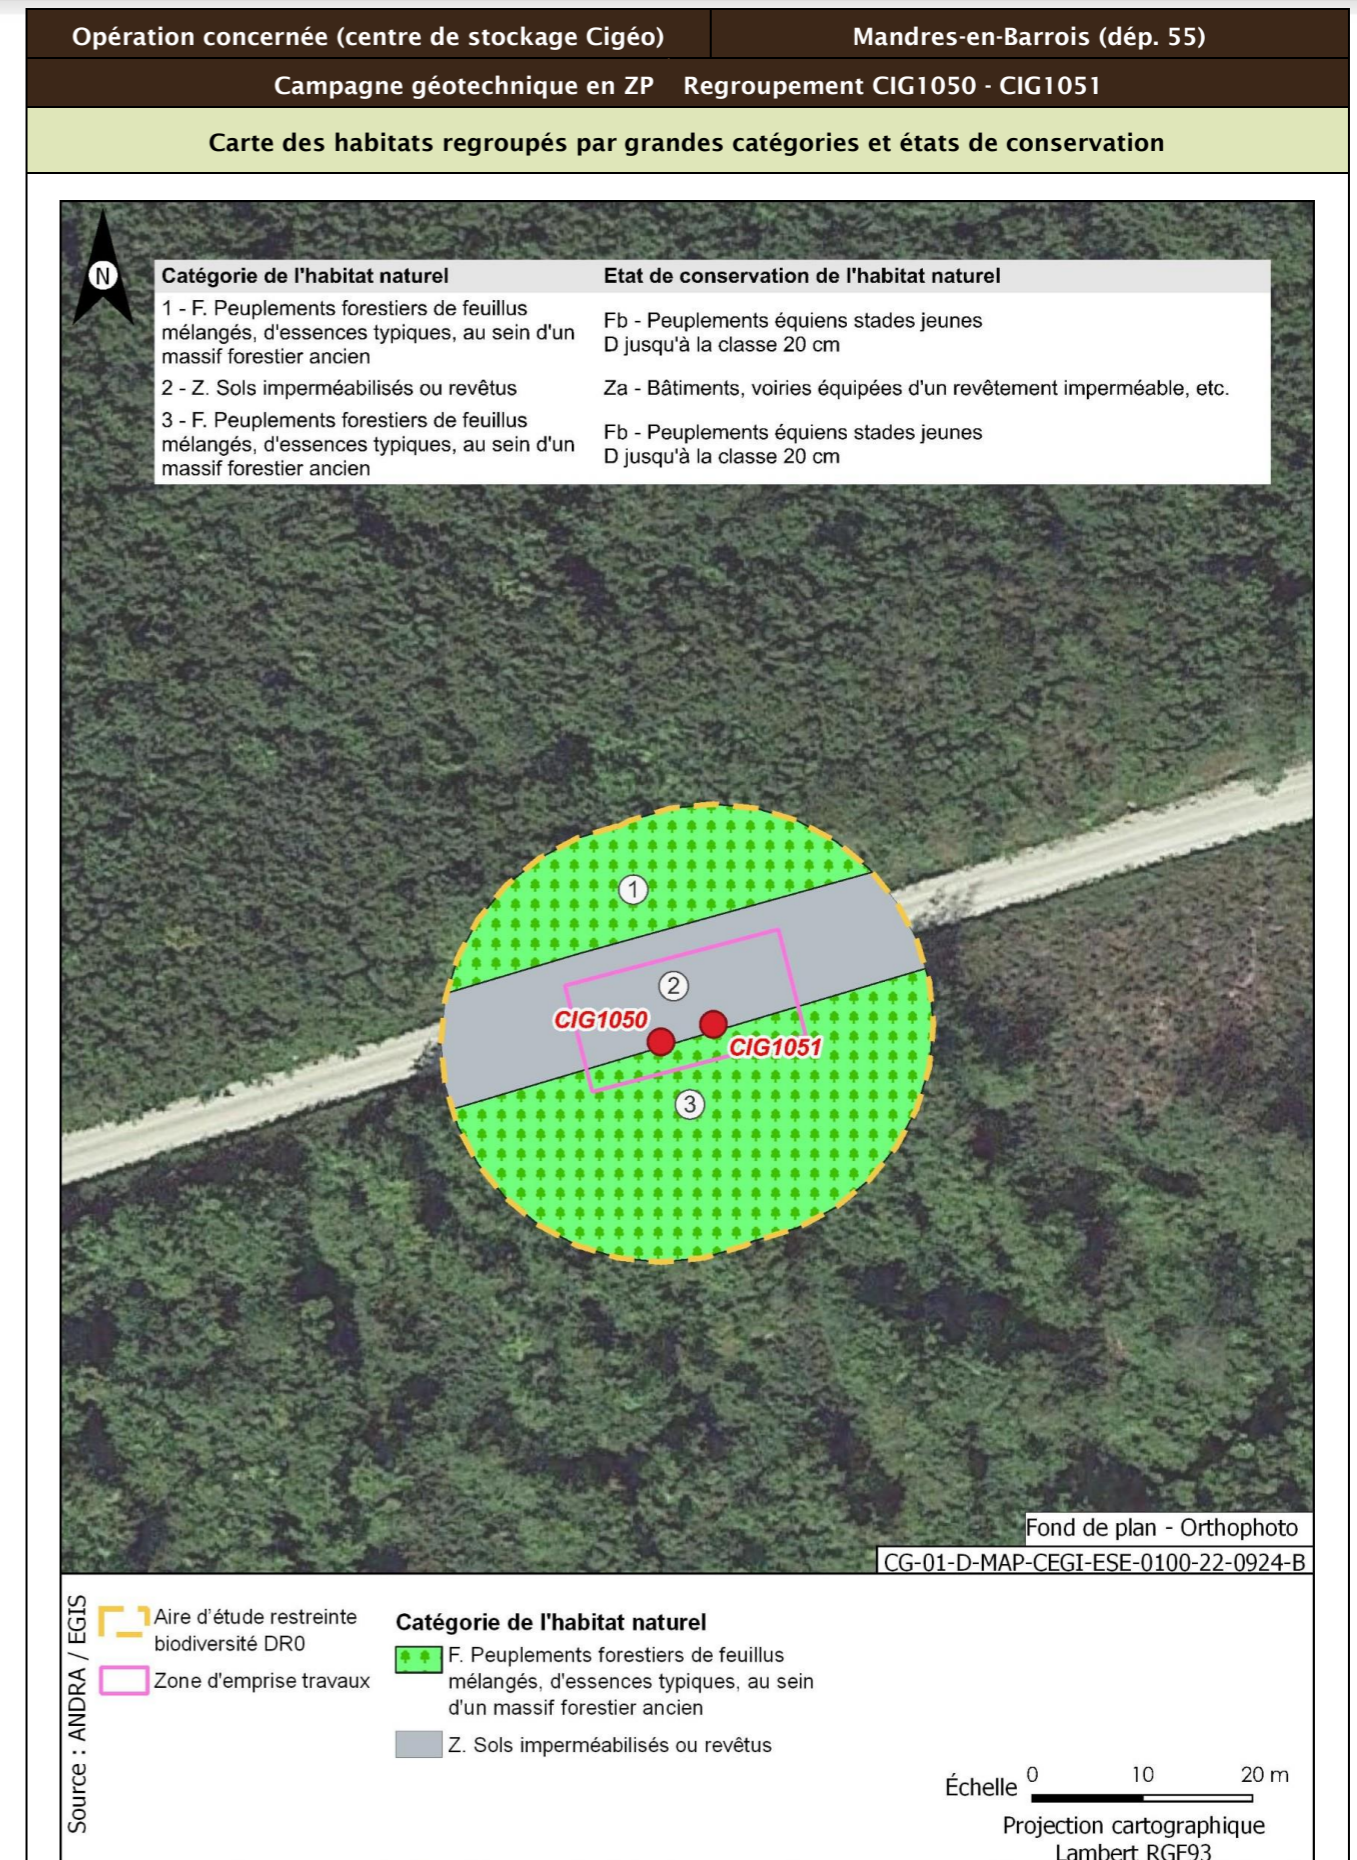 Opération concernée (centre de stockage Cigéo)
Mandres-en-Barrois (dép. 55)
Campagne géotechnique en ZP Regroupement CIG1050 - CIG1051
Carte des habitats regroupés par grandes catégories et états de conservation
N
Catégorie de l'habitat naturel
Etat de conservation de l'habitat naturel
1 - F. Peuplements forestiers de feuillus
mélangés, d'essences typiques, au sein d'un
massif forestier ancien
Fb - Peuplements équiens stades jeunes
D jusqu'à la classe 20 cm
2 - Z. Sols imperméabilisés ou revêtus
Za - Bâtiments, voiries équipées d'un revêtement imperméable, etc.
3 - F. Peuplements forestiers de feuillus
mélangés, d'essences typiques, au sein d'un
massif forestier ancien
Fb - Peuplements équiens stades jeunes
D jusqu'à la classe 20 cm
1
2
CIG1050
CIG1051
3
Fond de plan - Orthophoto
CG-01-D-MAP-CEGI-ESE-0100-22-0924-B
Source : ANDRA / EGIS
Aire d'étude restreinte
biodiversité DR0
Zone d'emprise travaux
Catégorie de l'habitat naturel
F. Peuplements forestiers de feuillus
mélangés, d'essences typiques, au sein
d'un massif forestier ancien
Z. Sols imperméabilisés ou revêtus
Échelle 0 10 20 m
Projection cartographique
Lambert RGF93